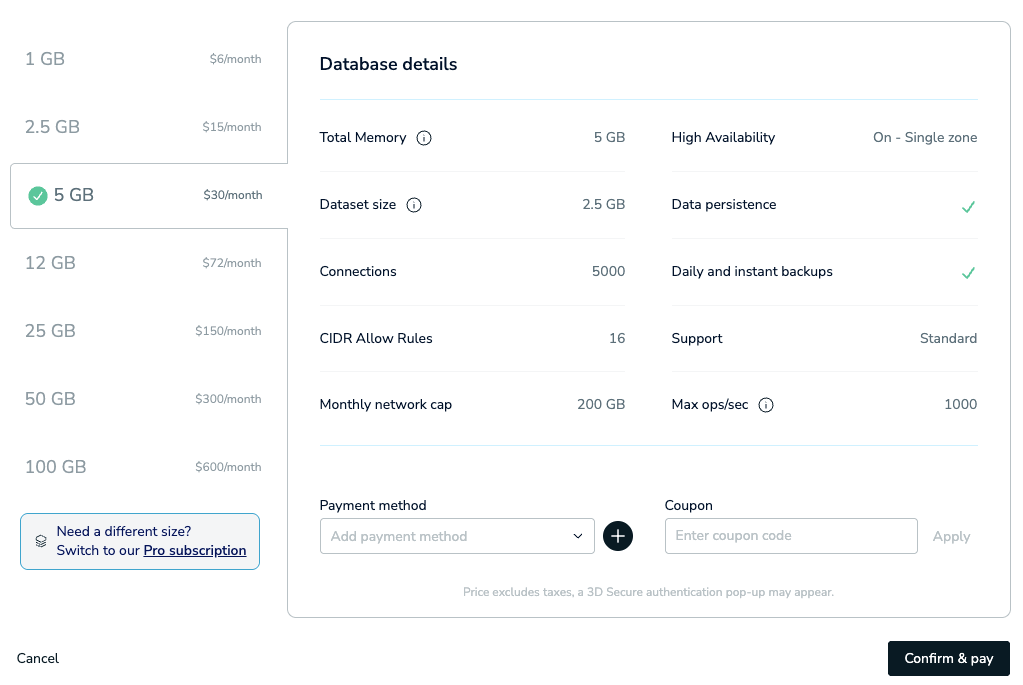 1 GB $6/month
2.5 GB $15/month
5 GB $30/month
12 GB $72/month
25 GB $150/month
50 GB $300/month
100 GB $600/month
Need a different size?
Switch to our Pro subscription
Database details
Total Memory 5 GB
High Availability On - Single zone
Dataset size 2.5 GB
Data persistence
Connections 5000
Daily and instant backups
CIDR Allow Rules 16
Support Standard
Monthly network cap 200 GB
Max ops/sec 1000
Payment method
Add payment method
Coupon
Enter coupon code
Apply
Price excludes taxes, a 3D Secure authentication pop-up may appear.
Cancel
Confirm & pay